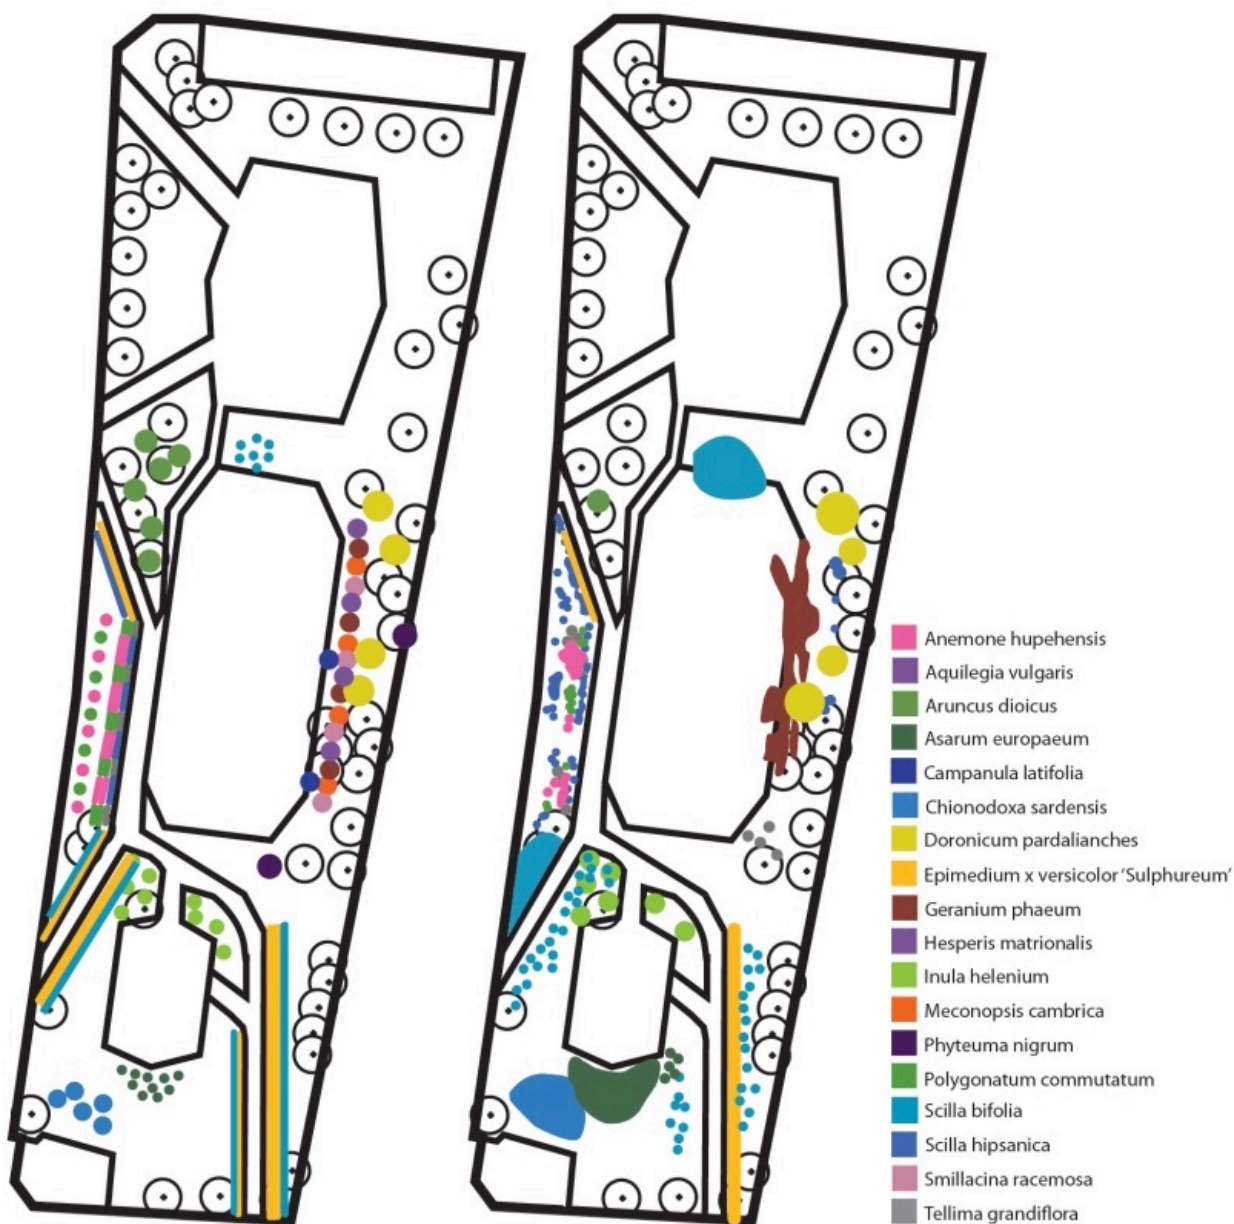 Anemone hupehensis
Aquilegia vulgaris
Aruncus dioicus
Asarum europaeum
Campanula latifolia
Chionodoxa sardensis
Doronicum pardalianches
Epimedium x versicolor ‘Sulphureum’
Geranium phaeum
Hesperis matrionalis
Inula helenium
Meconopsis cambrica
Phyteuma nigrum
Polygonatum commutatum
Scilla bifolia
Scilla hipsanica
Smillacina racemosa
Tellima grandiflora